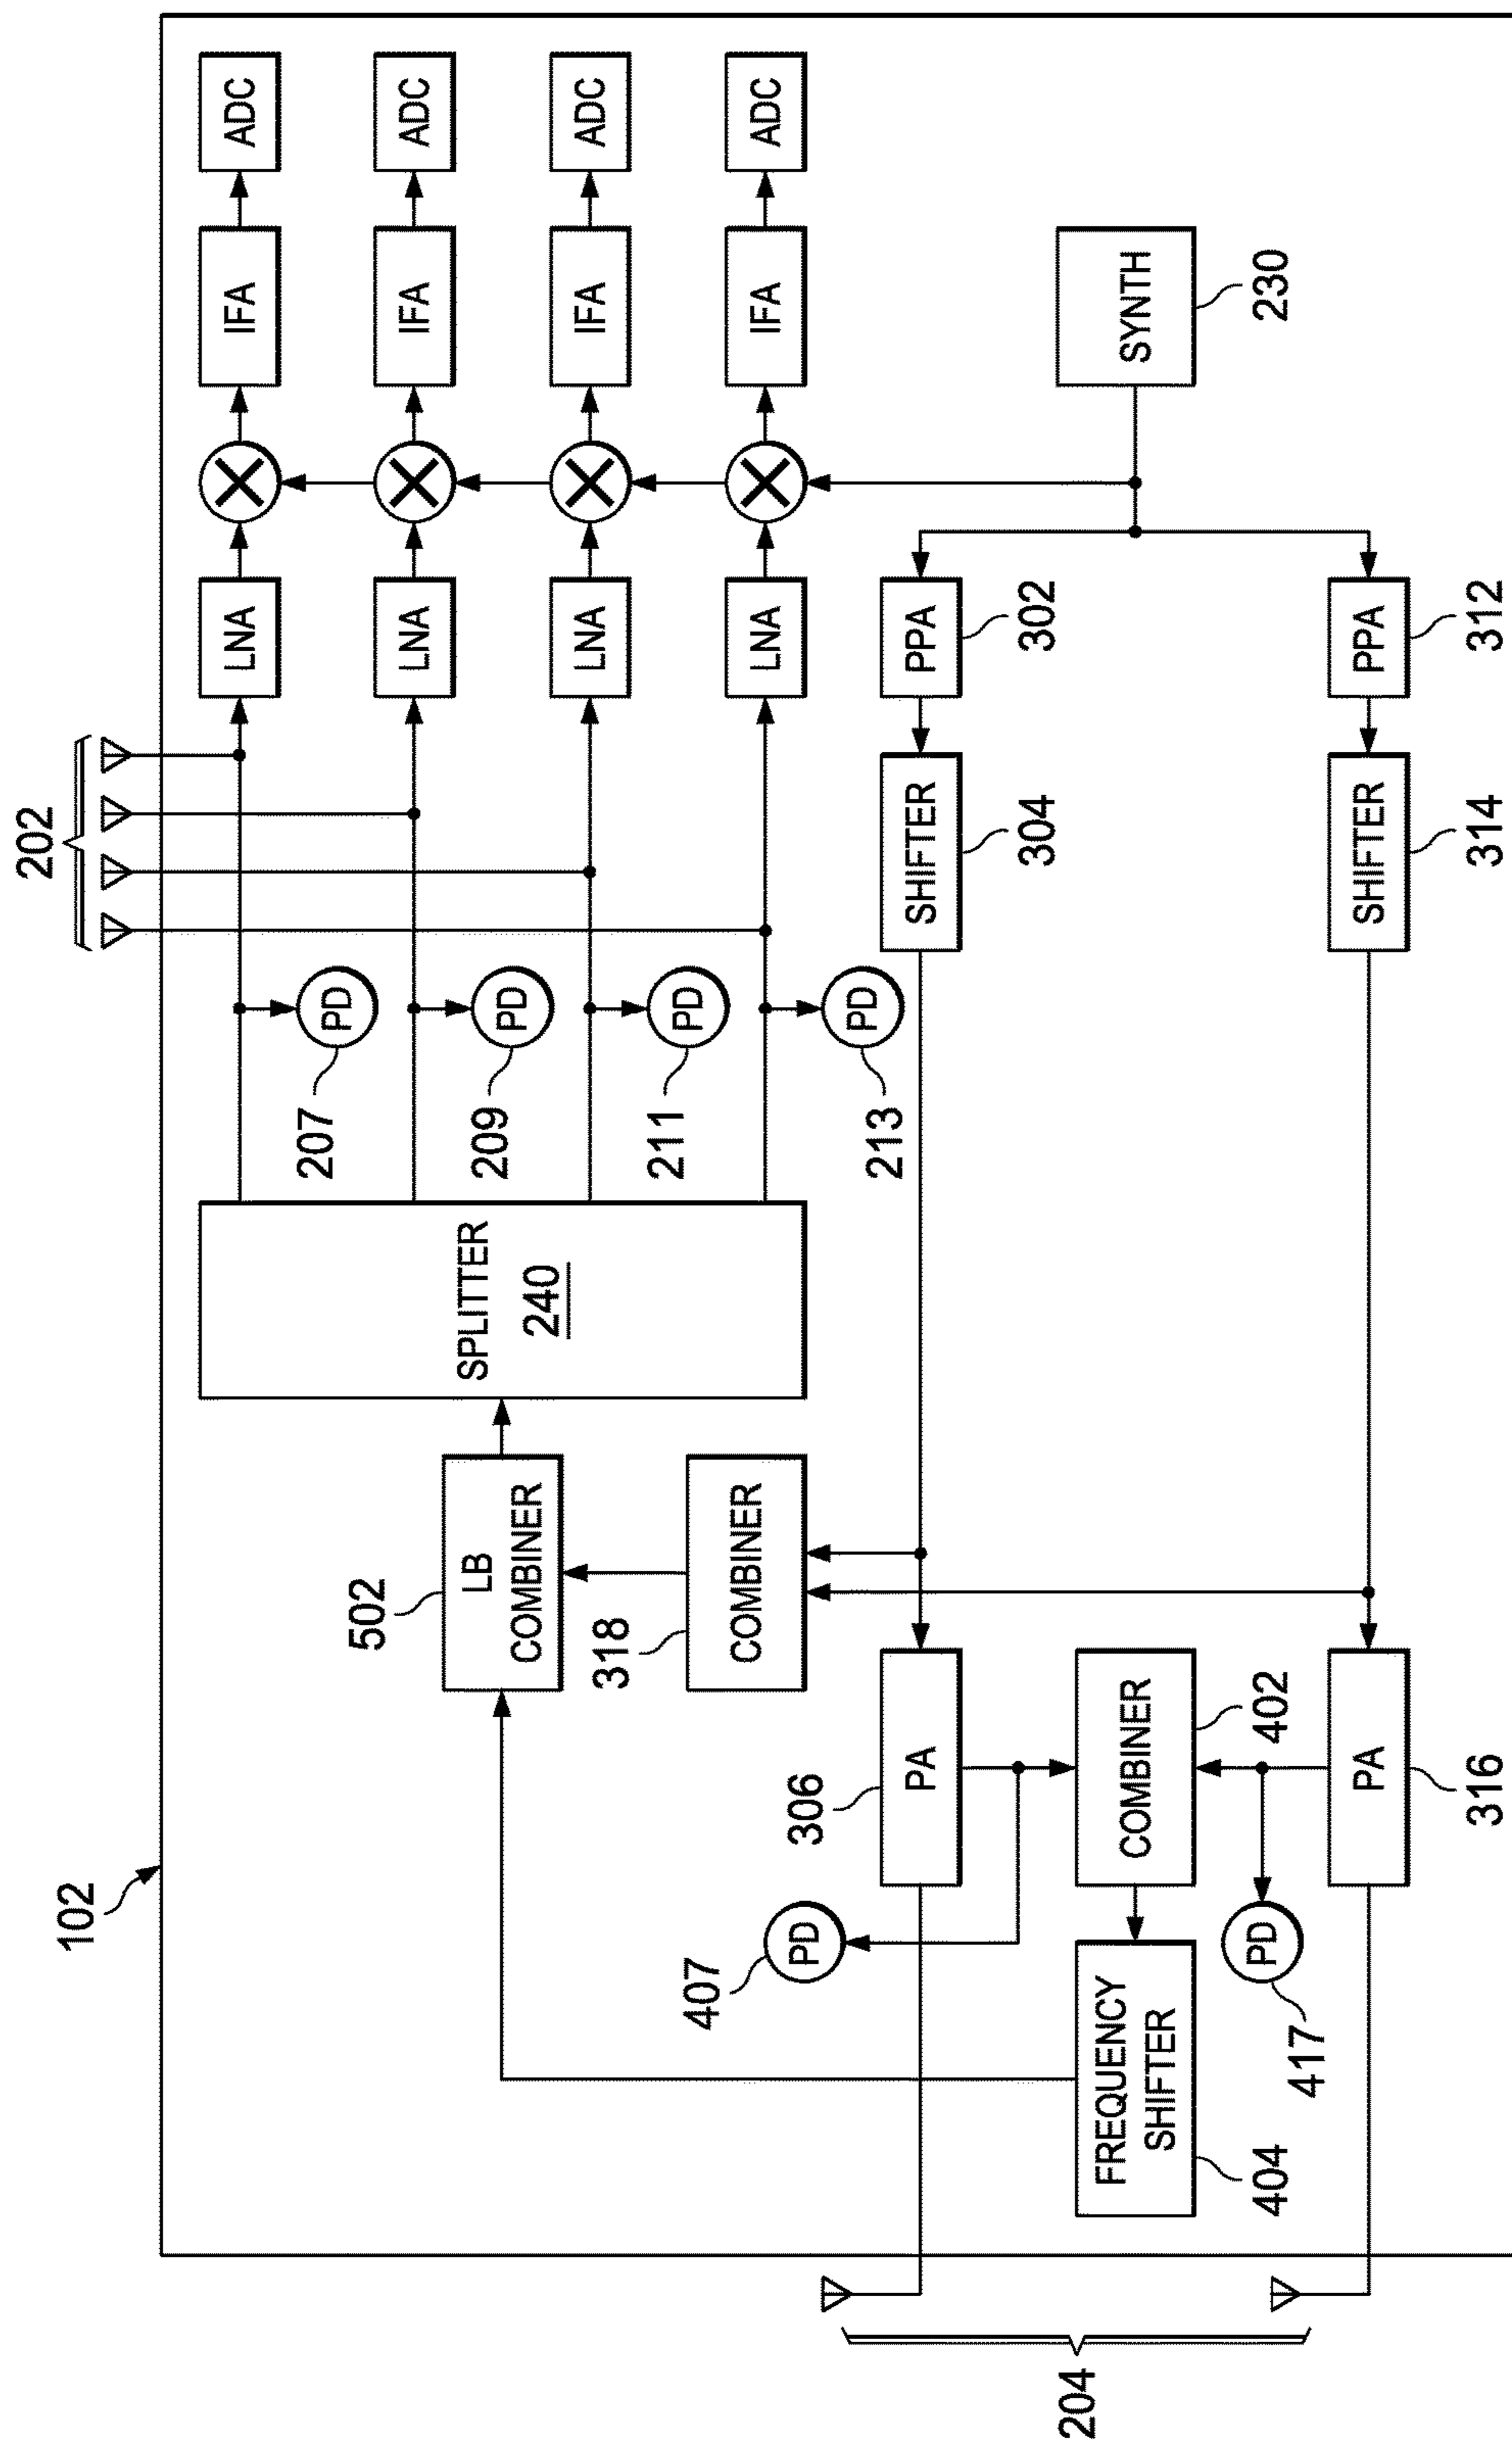 102
202
ADC
ADC
ADC
ADC
IFA
IFA
IFA
IFA
LNA
LNA
LNA
LNA
PD
207
PD
209
PD
211
PD
213
SPLITTER
240
LB
COMBINER
502
COMBINER
318
SYNTH
230
PPA
302
SHIFTER
304
PPA
312
SHIFTER
314
PA
306
COMBINER
402
PA
316
PD
407
PD
417
FREQUENCY
SHIFTER
404
204